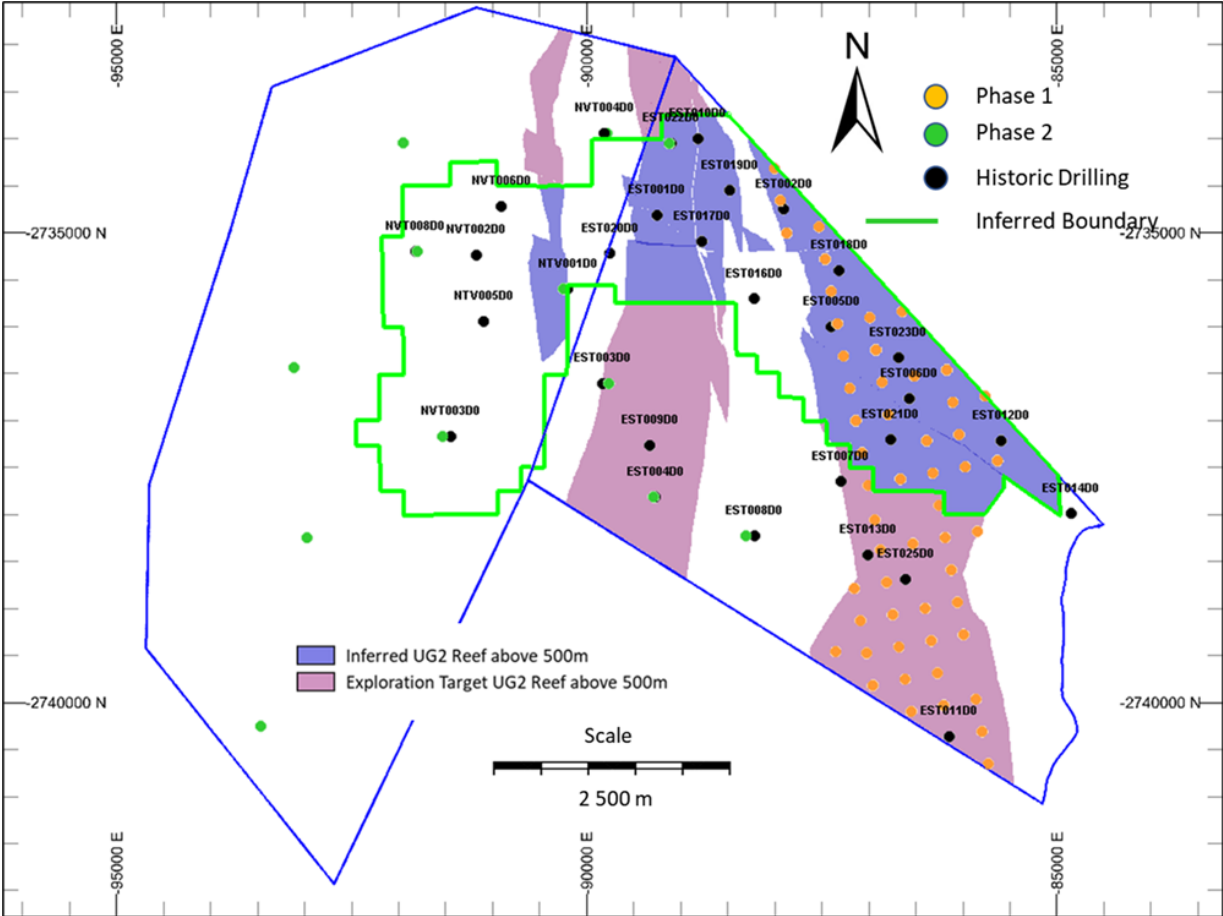 -95000 E
-90000 E
-85000 E
N
Phase 1
Phase 2
Historic Drilling
Inferred Boundary
NVT004D0
EST022D0
EST010D0
EST019D0
NVT006D0
EST001D0
EST002D0
NVT008D0
NVT002D0
EST020D0
EST017D0
-2735000 N
-2735000 N
EST018D0
NTV001D0
EST016D0
NTV005D0
EST005D0
EST023D0
EST003D0
EST006D0
NVT003D0
EST009D0
EST021D0
EST012D0
EST004D0
EST007D0
EST014D0
EST008D0
EST013D0
EST025D0
Inferred UG2 Reef above 500m
Exploration Target UG2 Reef above 500m
-2740000 N
-2740000 N
EST011D0
Scale
2 500 m
-95000 E
-90000 E
-85000 E